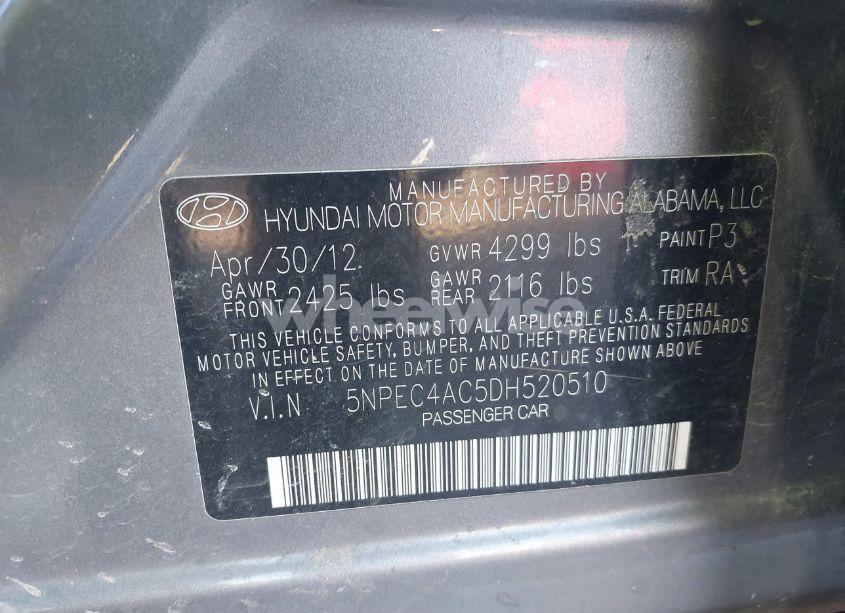 MANUFACTURED BY
HYUNDAI MOTOR MANUFACTURING ALABAMA, LLC
Apr/30/12. GVWR 4299 lbs PAINT P3
GAWR FRONT 2425 lbs GAWR REAR 2116 lbs TRIM RA
THIS VEHICLE CONFORMS TO ALL APPLICABLE U.S.A. FEDERAL
MOTOR VEHICLE SAFETY, BUMPER, AND THEFT PREVENTION STANDARDS
IN EFFECT ON THE DATE OF MANUFACTURE SHOWN ABOVE
V.I.N 5NPEC4AC5DH520510
PASSENGER CAR
wheelwise